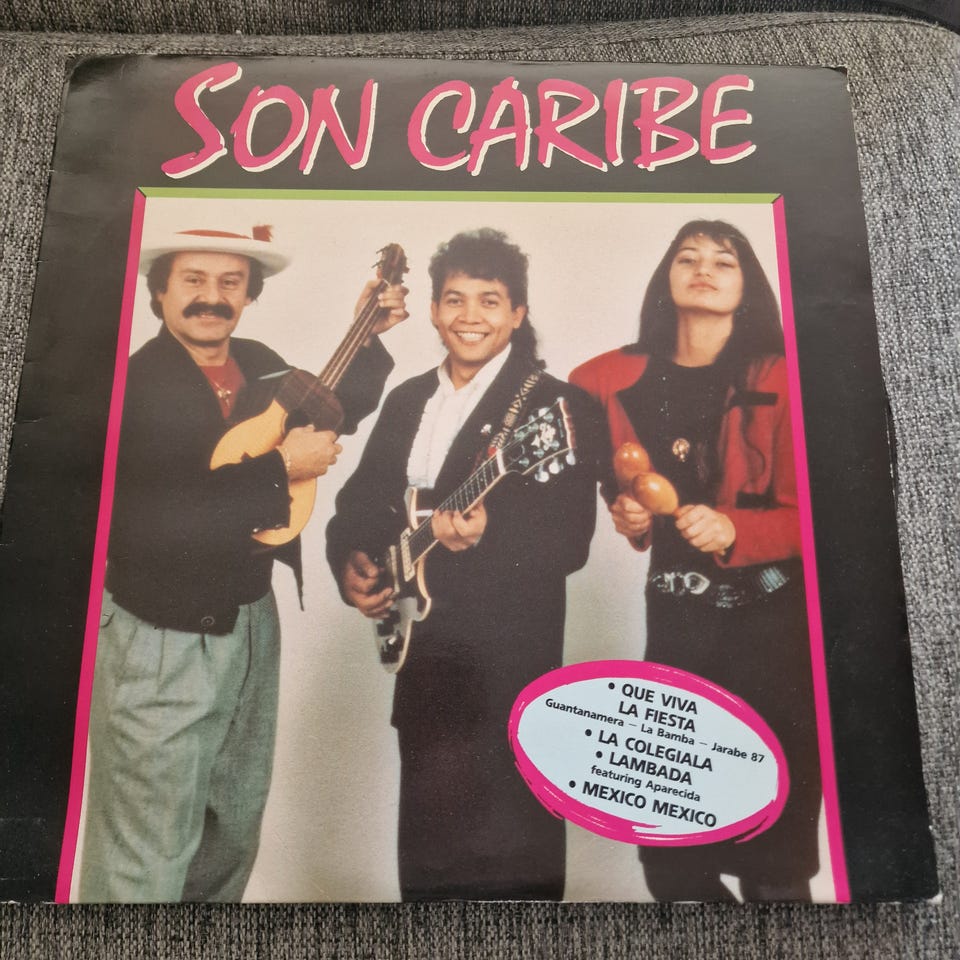 SON CARIBE
• QUE VIVA
LA FIESTA
Guantanamera – La Bamba – Jarabe 87
• LA COLEGIALA
• LAMBADA
featuring Aparecida
• MEXICO MEXICO